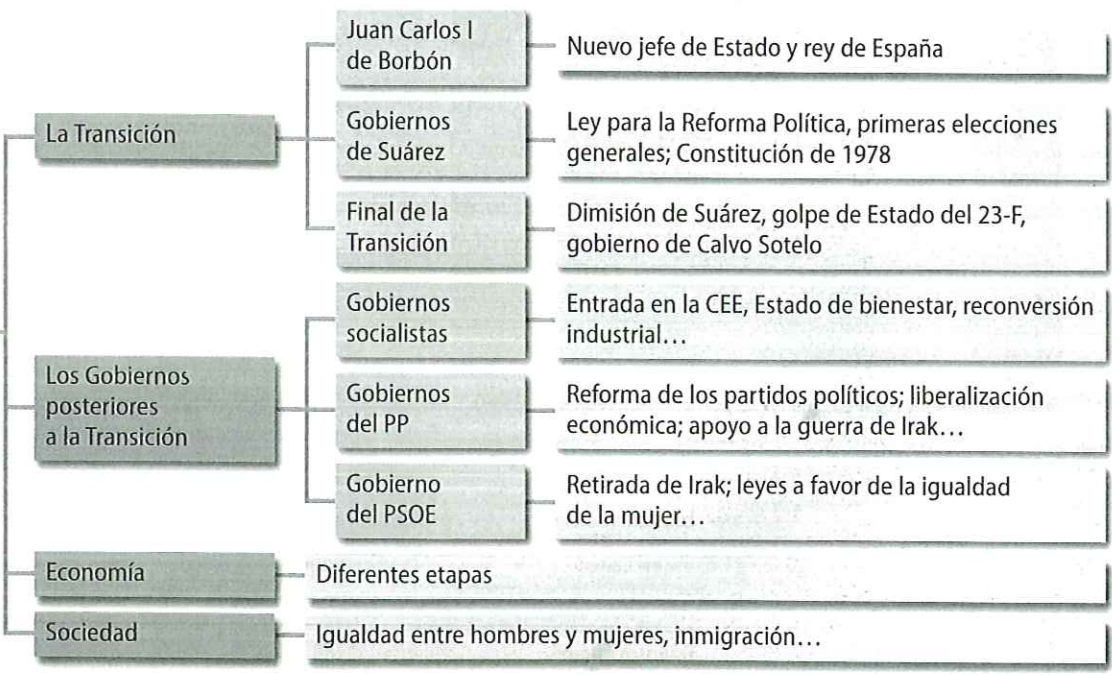 La Transición
Juan Carlos I
de Borbón
Nuevo jefe de Estado y rey de España
Gobiernos
de Suárez
Ley para la Reforma Política, primeras elecciones
generales; Constitución de 1978
Final de la
Transición
Dimisión de Suárez, golpe de Estado del 23-F,
gobierno de Calvo Sotelo
Los Gobiernos
posteriores
a la Transición
Gobiernos
socialistas
Entrada en la CEE, Estado de bienestar, reconversión
industrial...
Gobiernos
del PP
Reforma de los partidos políticos; liberalización
económica; apoyo a la guerra de Irak...
Gobierno
del PSOE
Retirada de Irak; leyes a favor de la igualdad
de la mujer...
Economía
Diferentes etapas
Sociedad
Igualdad entre hombres y mujeres, inmigración...